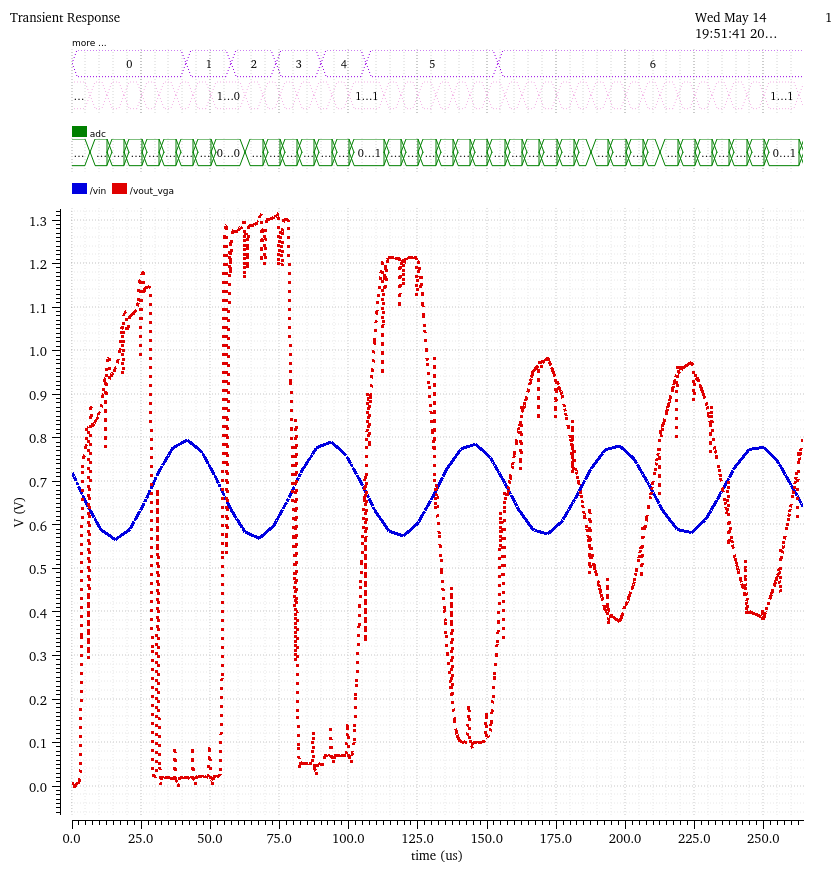 Transient Response
Wed May 14
19:51:41 20…
1
more …
0 1 2 3 4 5 6
… 1…0 1…1 1…1
adc
… 0…0 0…1 0…1
/vin /vout_vga
1.3
1.2
1.1
1.0
0.9
0.8
0.7
0.6
0.5
0.4
0.3
0.2
0.1
0.0
V (V)
0.0 25.0 50.0 75.0 100.0 125.0 150.0 175.0 200.0 225.0 250.0
time (us)